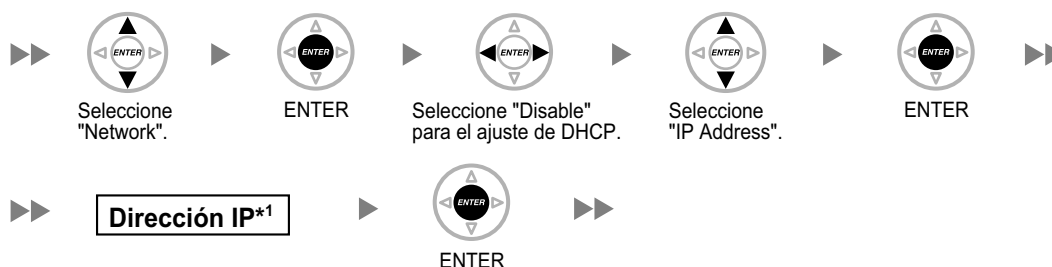 ENTER
ENTER
ENTER
ENTER
ENTER
Seleccione
"Network".
ENTER
Seleccione "Disable"
para el ajuste de DHCP.
Seleccione
"IP Address".
ENTER
Dirección IP*1
ENTER
ENTER